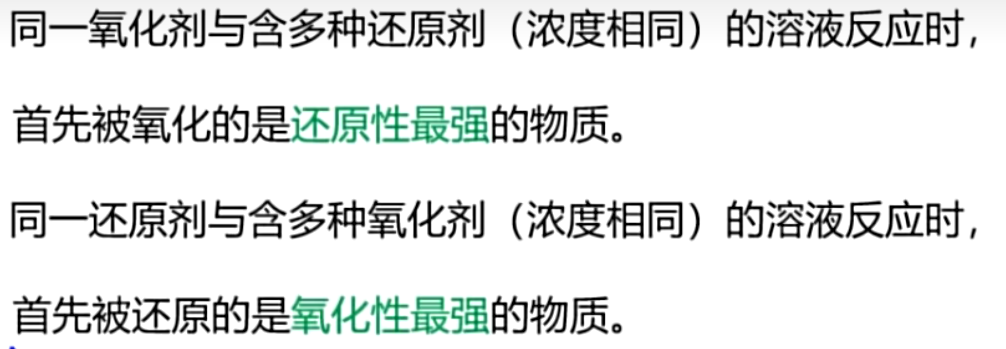 同一氧化剂与含多种还原剂（浓度相同）的溶液反应时，
首先被氧化的是还原性最强的物质。
同一还原剂与含多种氧化剂（浓度相同）的溶液反应时，
首先被还原的是氧化性最强的物质。